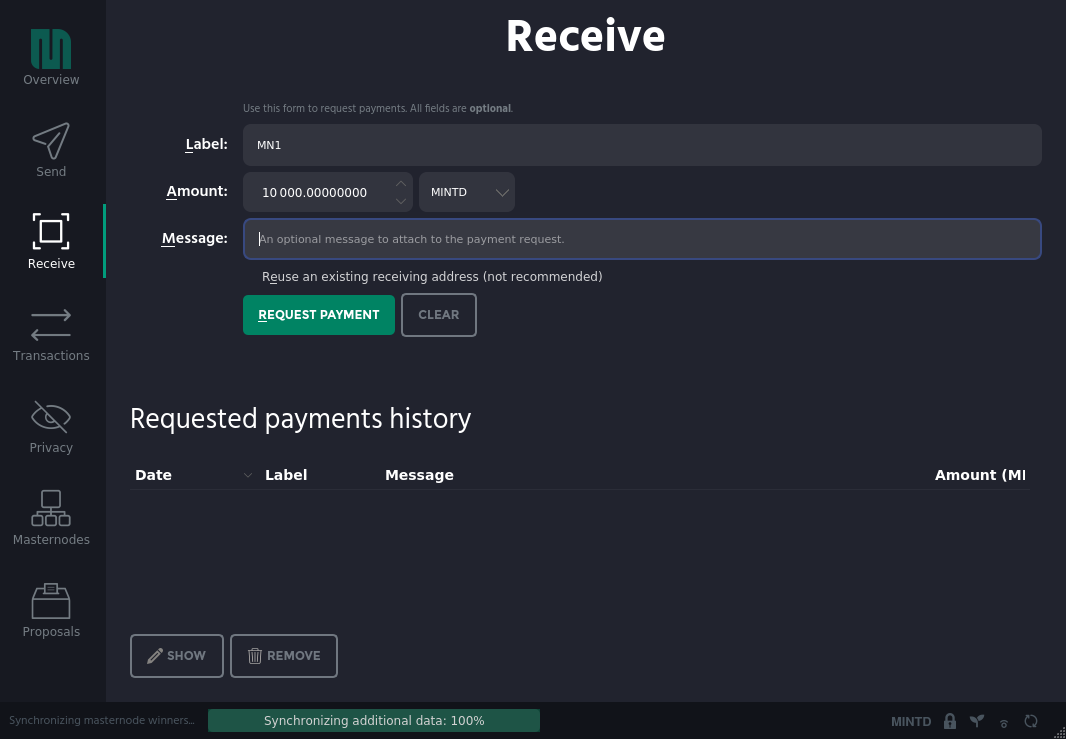 Receive
Overview
Send
Receive
Transactions
Privacy
Masternodes
Proposals
Use this form to request payments. All fields are optional.
Label: MN1
Amount: 10 000.00000000 MINTD
Message: An optional message to attach to the payment request.
Reuse an existing receiving address (not recommended)
REQUEST PAYMENT CLEAR
Requested payments history
Date Label Message Amount (MI
SHOW REMOVE
Synchronizing masternode winners... Synchronizing additional data: 100% MINTD